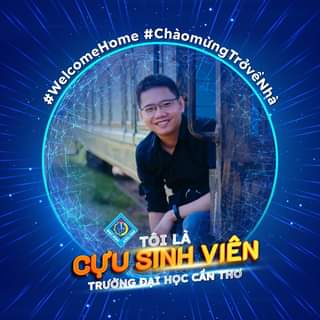 #WelcomeHome #ChàomừngTrởvềNhà
TÔI LÀ
CỰU SINH VIÊN
TRƯỜNG ĐẠI HỌC CẦN THƠ